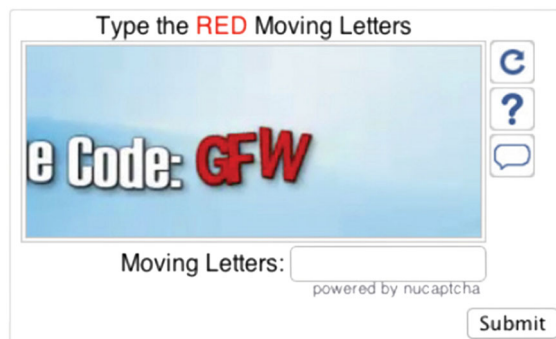 Type the RED Moving Letters
e Code: GFW
?
Moving Letters:
powered by nucaptcha
Submit